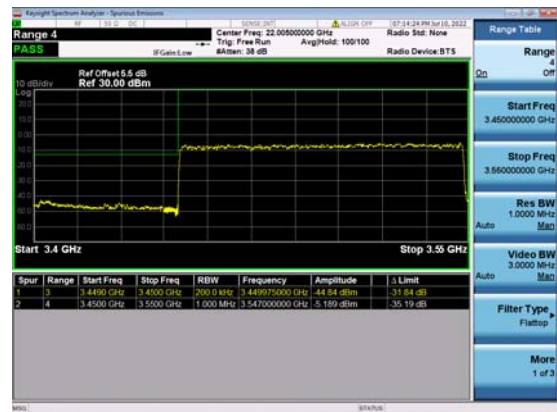 Keysight Spectrum Analyzer - Spurious Emissions
RF 50 Ω DC SENSE:INT ALIGN OFF 07:14:24 PM Jun 10, 2022
Range 4 Center Freq: 22.005000000 GHz Radio Std: None
Trig: Free Run Avg|Hold: 100/100
PASS IFGain:Low #Atten: 38 dB Radio Device: BTS
Ref Offset 5.5 dB
10 dB/div Ref 30.00 dBm
Log
20.0
10.0
0.00
Start 3.4 GHz Stop 3.55 GHz
Spur Range Start Freq Stop Freq RBW Frequency Amplitude Δ Limit
1 3 3.4490 GHz 3.4500 GHz 200.0 kHz 3.449975000 GHz -44.84 dBm -31.84 dB
2 4 3.4500 GHz 3.5500 GHz 1.000 MHz 3.547000000 GHz -5.189 dBm -35.19 dB
Range Table
Range
4
On Off
Start Freq
3.450000000 GHz
Stop Freq
3.550000000 GHz
Res BW
1.0000 MHz
Auto Man
Video BW
3.0000 MHz
Auto Man
Filter Type
Flattop
More
1 of 3
MSG STATUS